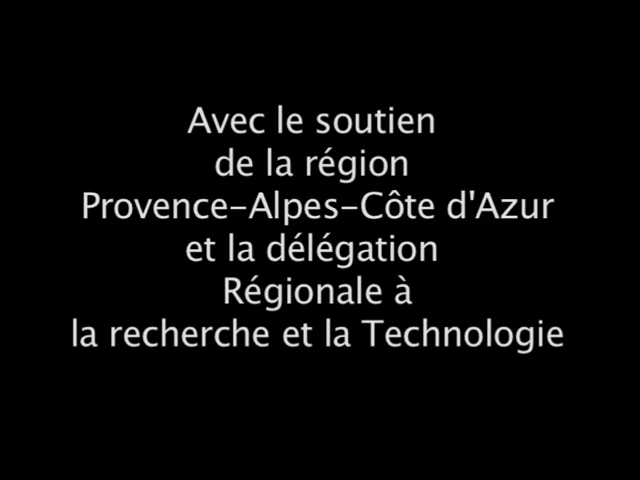 Avec le soutien
de la région
Provence-Alpes-Côte d'Azur
et la délégation
Régionale à
la recherche et la Technologie